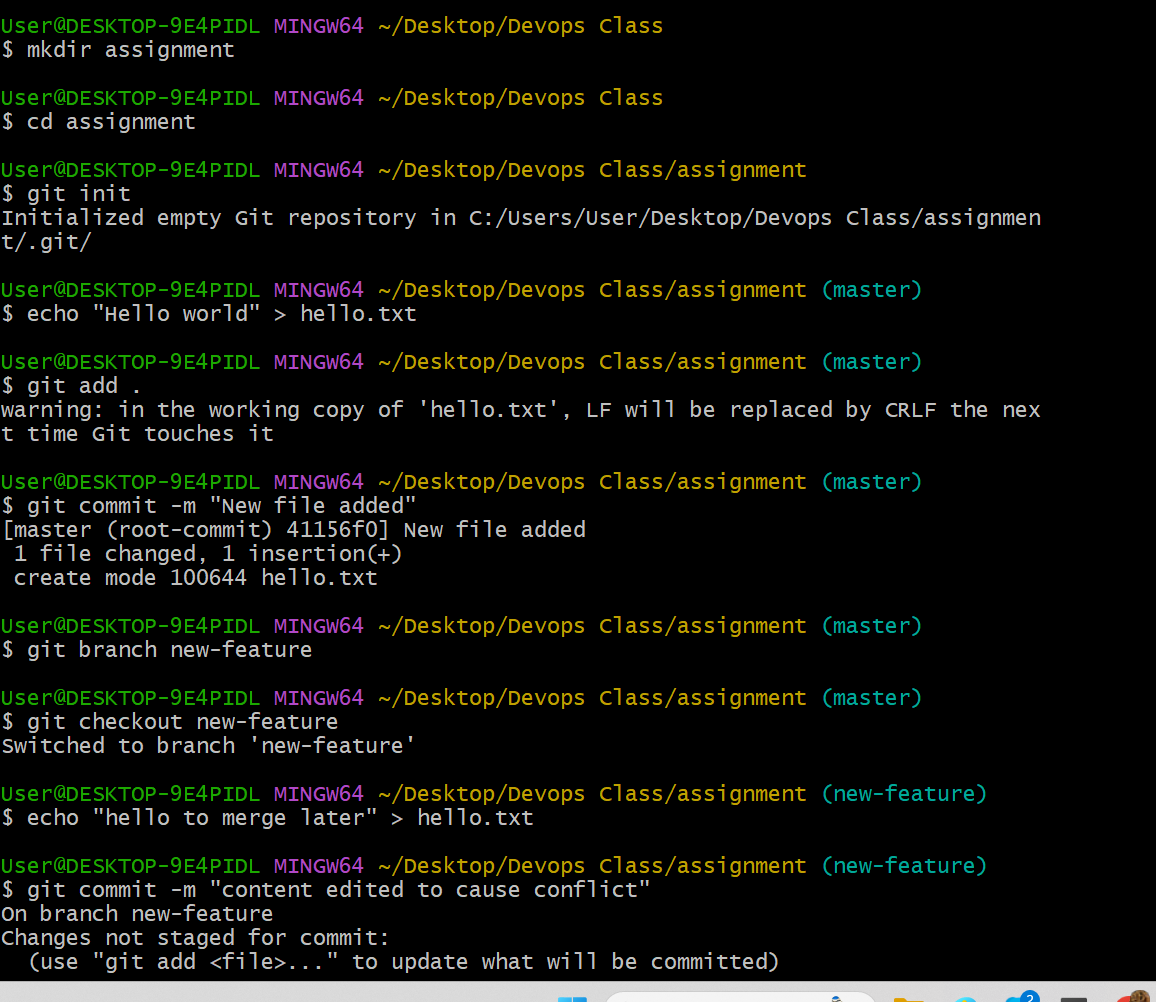 User@DESKTOP-9E4PIDL MINGW64 ~/Desktop/Devops Class
$ mkdir assignment
User@DESKTOP-9E4PIDL MINGW64 ~/Desktop/Devops Class
$ cd assignment
User@DESKTOP-9E4PIDL MINGW64 ~/Desktop/Devops Class/assignment
$ git init
Initialized empty Git repository in C:/Users/User/Desktop/Devops Class/assignmen
t/.git/
User@DESKTOP-9E4PIDL MINGW64 ~/Desktop/Devops Class/assignment (master)
$ echo "Hello world" > hello.txt
User@DESKTOP-9E4PIDL MINGW64 ~/Desktop/Devops Class/assignment (master)
$ git add .
warning: in the working copy of 'hello.txt', LF will be replaced by CRLF the nex
t time Git touches it
User@DESKTOP-9E4PIDL MINGW64 ~/Desktop/Devops Class/assignment (master)
$ git commit -m "New file added"
[master (root-commit) 41156f0] New file added
 1 file changed, 1 insertion(+)
 create mode 100644 hello.txt
User@DESKTOP-9E4PIDL MINGW64 ~/Desktop/Devops Class/assignment (master)
$ git branch new-feature
User@DESKTOP-9E4PIDL MINGW64 ~/Desktop/Devops Class/assignment (master)
$ git checkout new-feature
Switched to branch 'new-feature'
User@DESKTOP-9E4PIDL MINGW64 ~/Desktop/Devops Class/assignment (new-feature)
$ echo "hello to merge later" > hello.txt
User@DESKTOP-9E4PIDL MINGW64 ~/Desktop/Devops Class/assignment (new-feature)
$ git commit -m "content edited to cause conflict"
On branch new-feature
Changes not staged for commit:
  (use "git add <file>..." to update what will be committed)
2